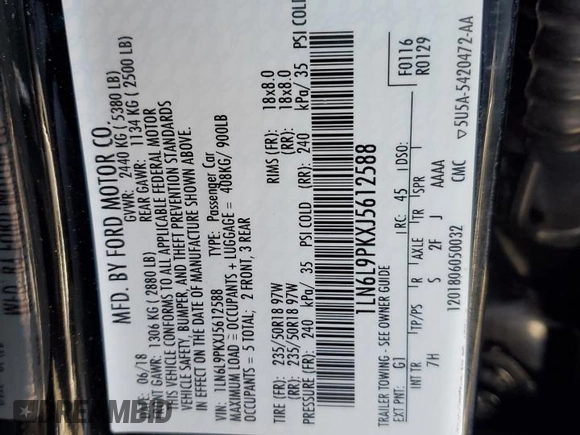 MFD. BY FORD MOTOR CO.
DATE: 06/18 GVWR: 2440 KG ( 5380 LB)
FRONT GAWR: 1306 KG (2880 LB) REAR GAWR: 1134 KG ( 2500 LB)
THIS VEHICLE CONFORMS TO ALL APPLICABLE FEDERAL MOTOR
VEHICLE SAFETY, BUMPER, AND THEFT PREVENTION STANDARDS
IN EFFECT ON THE DATE OF MANUFACTURE SHOWN ABOVE.
VIN: 1LN6L9PKXJ5612588 TYPE: Passenger Car
MAXIMUM LOAD = OCCUPANTS + LUGGAGE = 408KG/ 900LB
OCCUPANTS = 5 TOTAL; 2 FRONT, 3 REAR
TIRE (FR): 235/50R18 97W RIMS (FR): 18x8.0
TIRE (RR): 235/50R18 97W RIMS (RR): 18x8.0
PRESSURE (FR): 240 kPa/ 35 PSI COLD (RR): 240 kPa/ 35 PSI COLD
1LN6L9PKXJ5612588
TRAILER TOWING - SEE OWNER GUIDE
F0116
R0129
EXT PNT: G1 RC: 45 DSO:
INT TR TP/PS R AXLE TR SPR
7H S 2F J AAAA
1201806050032 CMC ▽5U5A-5420472-AA
DREAMBID